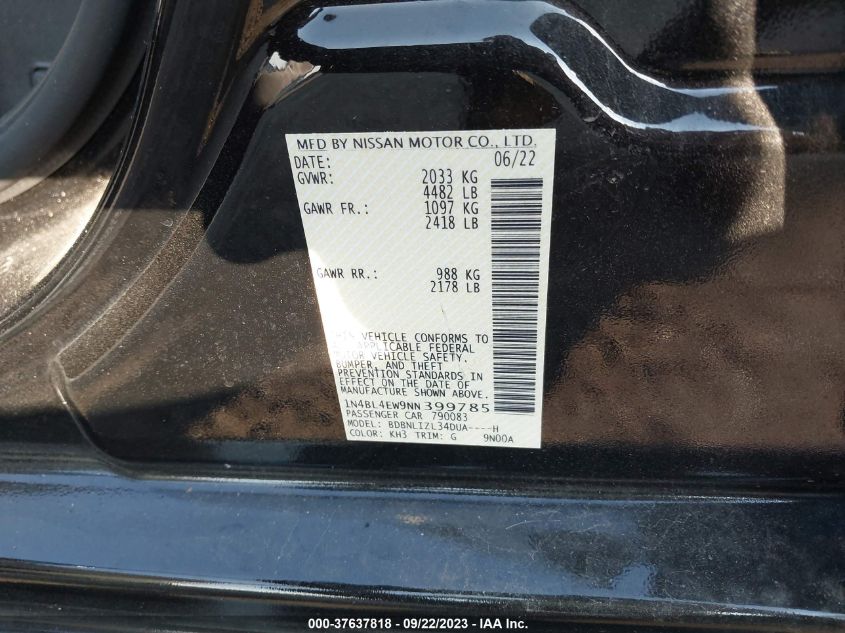 MFD BY NISSAN MOTOR CO., LTD.
DATE: 06/22
GVWR: 2033 KG
4482 LB
GAWR FR.: 1097 KG
2418 LB
GAWR RR.: 988 KG
2178 LB
VEHICLE CONFORMS TO
APPLICABLE FEDERAL
VEHICLE SAFETY,
BUMPER, AND THEFT
PREVENTION STANDARDS IN
EFFECT ON THE DATE OF
MANUFACTURE SHOWN ABOVE.
1N4BL4EW9NN 399785
PASSENGER CAR 790083
MODEL: BDBNLIZL34DUA----H
COLOR: KH3 TRIM: G 9N00A
000-37637818 - 09/22/2023 - IAA Inc.